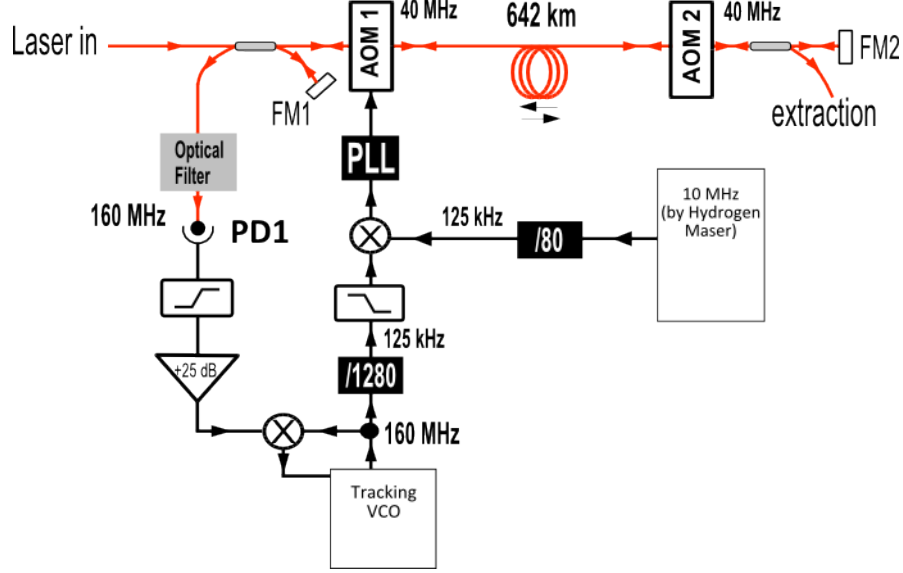 Laser in
FM1
AOM 1
40 MHz
642 km
AOM 2
40 MHz
FM2
extraction
Optical
Filter
160 MHz
PD1
PLL
125 kHz
/80
10 MHz
(by Hydrogen
Maser)
125 kHz
/1280
+25 dB
160 MHz
Tracking
VCO